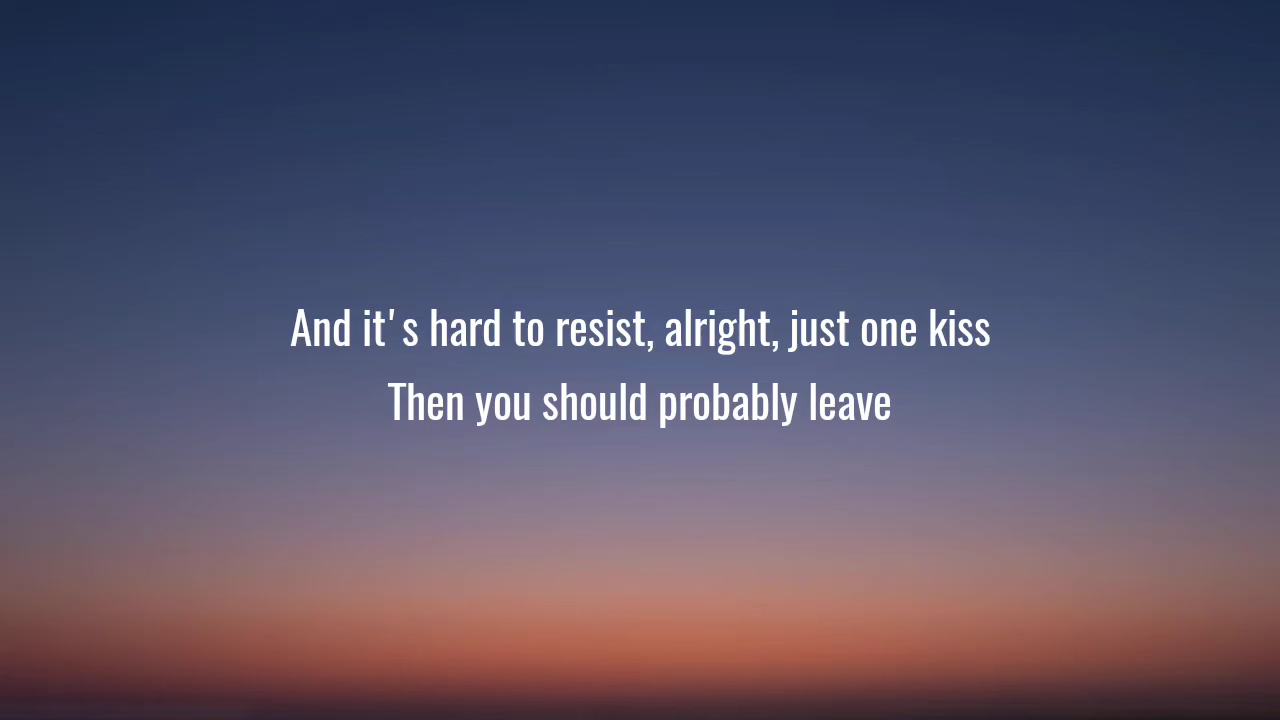 And it's hard to resist, alright, just one kiss
Then you should probably leave